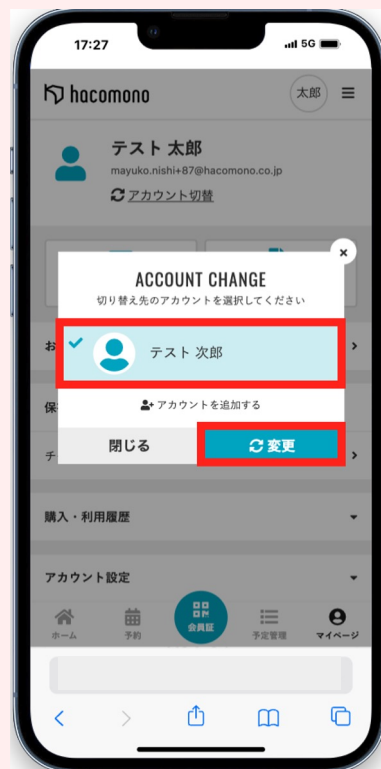 17:27
5G
hacomono
太郎
テスト 太郎
mayuko.nishi+87@hacomono.co.jp
アカウント切替
ACCOUNT CHANGE
切り替え先のアカウントを選択してください
お
テスト 次郎
保
アカウントを追加する
チ
閉じる
変更
購入・利用履歴
アカウント設定
ホーム
予約
会員証
予定管理
マイページ